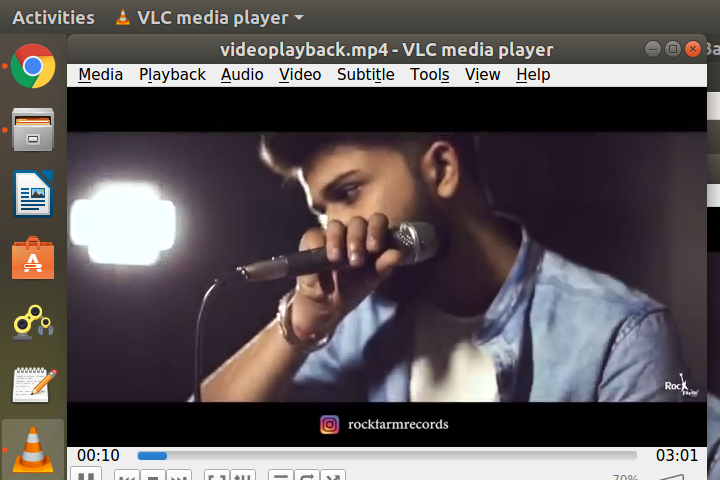 Activities VLC media player
videoplayback.mp4 - VLC media player
Media Playback Audio Video Subtitle Tools View Help
Rock
rockfarmrecords
00:10 03:01
70%